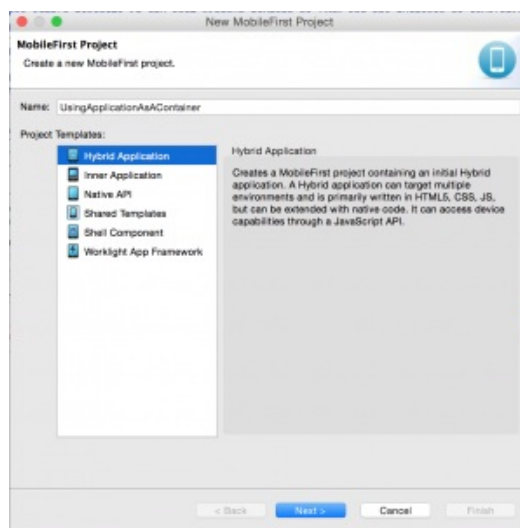 New MobileFirst Project
MobileFirst Project
Create a new MobileFirst project.
Name: UsingApplicationAsAContainer
Project Templates:
Hybrid Application
Inner Application
Native API
Shared Templates
Shell Component
Worklight App Framework
Hybrid Application
Creates a MobileFirst project containing an initial Hybrid
application. A Hybrid application can target multiple
environments and is primarily written in HTML5, CSS, JS,
but can be extended with native code. It can access device
capabilities through a JavaScript API.
< Back
Next >
Cancel
Finish